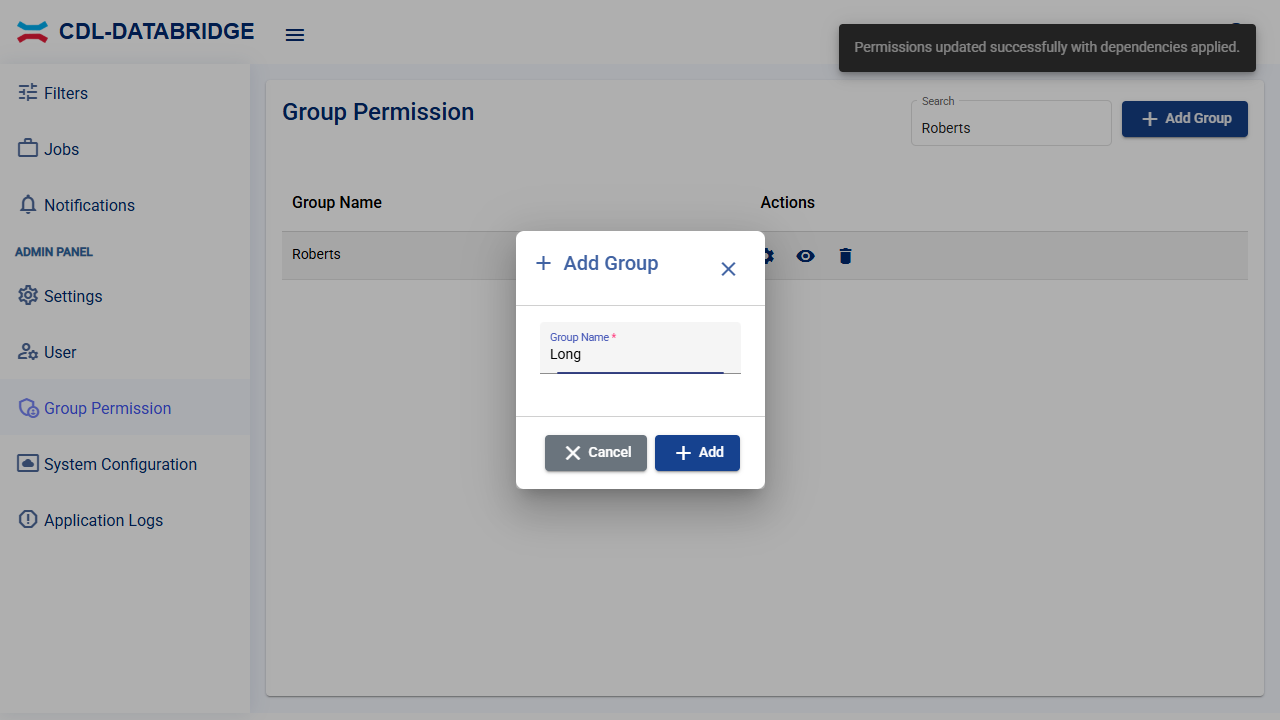 CDL-DATABRIDGE
Permissions updated successfully with dependencies applied.
Filters
Jobs
Notifications
ADMIN PANEL
Settings
User
Group Permission
System Configuration
Application Logs
Group Permission
Search
Roberts
Add Group
Group Name
Actions
Roberts
Add Group
Group Name *
Long
Cancel
Add